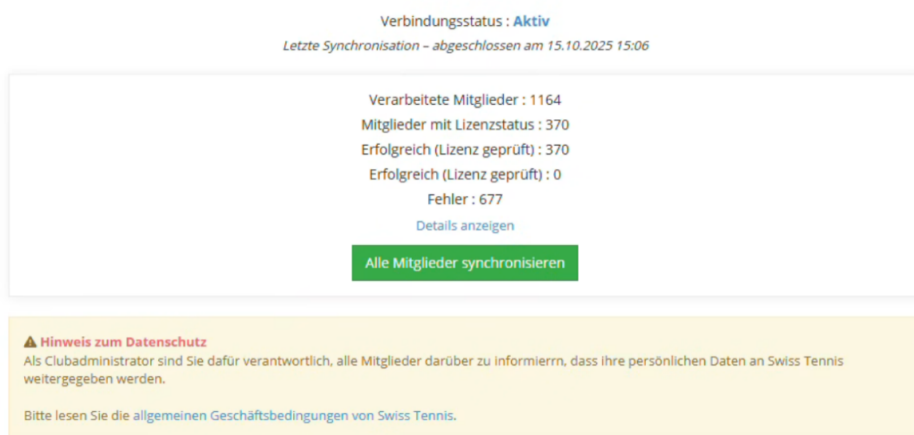 Verbindungsstatus : Aktiv
Letzte Synchronisation – abgeschlossen am 15.10.2025 15:06
Verarbeitete Mitglieder : 1164
Mitglieder mit Lizenzstatus : 370
Erfolgreich (Lizenz geprüft) : 370
Erfolgreich (Lizenz geprüft) : 0
Fehler : 677
Details anzeigen
Alle Mitglieder synchronisieren
Hinweis zum Datenschutz
Als Clubadministrator sind Sie dafür verantwortlich, alle Mitglieder darüber zu informierrn, dass ihre persönlichen Daten an Swiss Tennis
weitergegeben werden.
Bitte lesen Sie die allgemeinen Geschäftsbedingungen von Swiss Tennis.